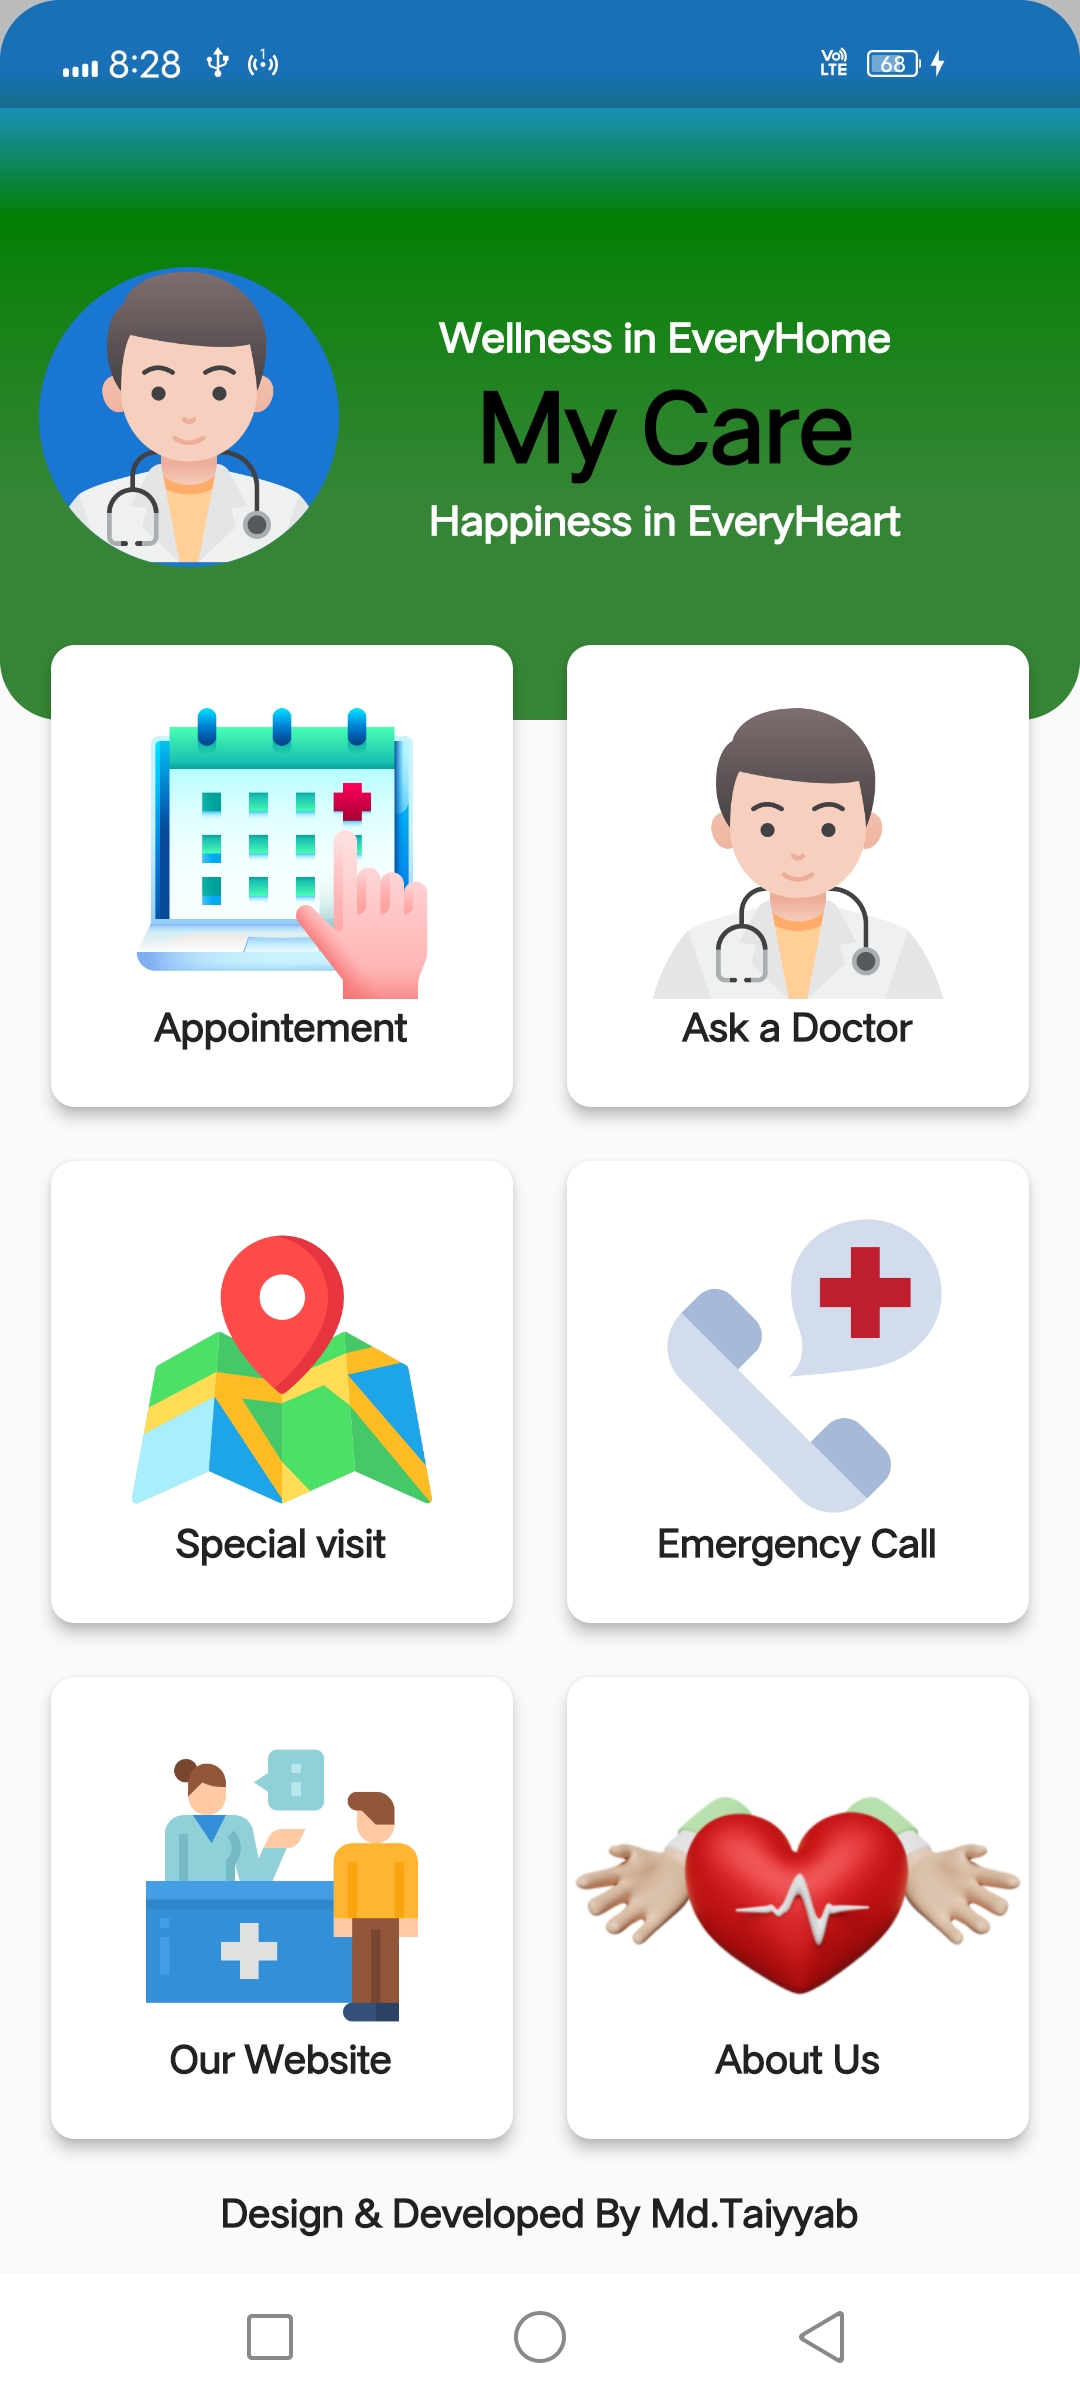 8:28 1 Vo) LTE 68
Wellness in EveryHome
My Care
Happiness in EveryHeart
Appointement
Ask a Doctor
Special visit
Emergency Call
Our Website
About Us
Design & Developed By Md.Taiyyab